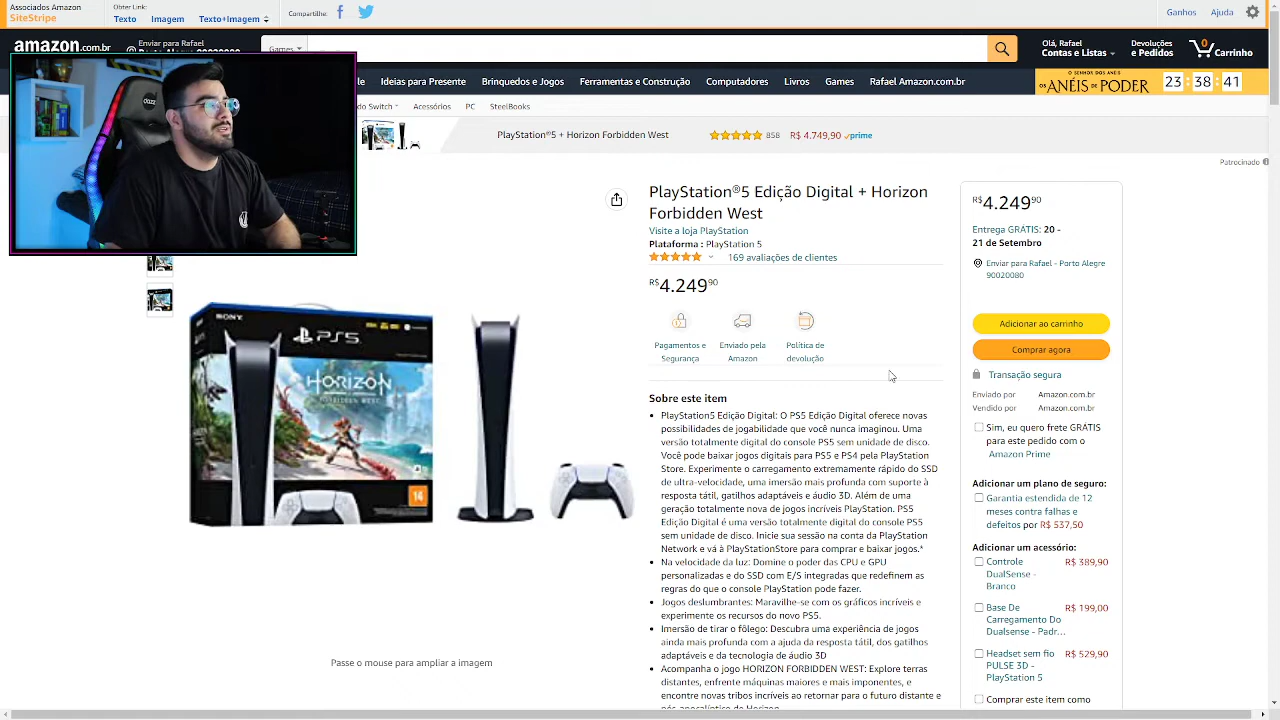 Associados Amazon
SiteStripe
Obter Link:
Texto Imagem Texto+Imagem
Compartilhe:
Ganhos Ajuda
amazon.com.br
Enviar para Rafael
Porto Alegre 90020080
Games
Olá, Rafael
Contas e Listas
Devoluções
e Pedidos
0
Carrinho
Ideias para Presente Brinquedos e Jogos Ferramentas e Construção Computadores Livros Games Rafael Amazon.com.br
O SENHOR DOS ANÉIS
OS ANÉIS DE PODER
23 : 38 : 41
do Switch Acessórios PC SteelBooks
PlayStation®5 + Horizon Forbidden West 858 R$ 4.749,90 prime
Patrocinado
PlayStation®5 Edição Digital + Horizon
Forbidden West
Visite a loja PlayStation
Plataforma : PlayStation 5
169 avaliações de clientes
R$4.24990
Pagamentos e
Segurança
Enviado pela
Amazon
Política de
devolução
Sobre este item
PlayStation5 Edição Digital: O PS5 Edição Digital oferece novas
possibilidades de jogabilidade que você nunca imaginou. Uma
versão totalmente digital do console PS5 sem unidade de disco.
Você pode baixar jogos digitais para PS5 e PS4 pela PlayStation
Store. Experimente o carregamento extremamente rápido do SSD
de ultra-velocidade, uma imersão mais profunda com suporte à
resposta tátil, gatilhos adaptáveis e áudio 3D. Além de uma
geração totalmente nova de jogos incríveis PlayStation. PS5
Edição Digital é uma versão totalmente digital do console PS5
sem unidade de disco. Inicie sua sessão na conta da PlayStation
Network e vá à PlayStationStore para comprar e baixar jogos.*
Na velocidade da luz: Domine o poder das CPU e GPU
personalizadas e do SSD com E/S integradas que redefinem as
regras do que o console PlayStation pode fazer.
Jogos deslumbrantes: Maravilhe-se com os gráficos incríveis e
experimente os recursos do novo PS5.
Imersão de tirar o fôlego: Descubra uma experiência de jogos
ainda mais profunda com a ajuda da resposta tátil, dos gatilhos
adaptáveis e da tecnologia de áudio 3D
Acompanha o jogo HORIZON FORBIDDEN WEST: Explore terras
distantes, enfrente máquinas maiores e mais imponentes, e
encontre novas tribos incríveis ao retornar para o futuro distante e
pós-apocalíptico de Horizon.
R$4.24990
Entrega GRÁTIS: 20 -
21 de Setembro
Enviar para Rafael - Porto Alegre
90020080
Adicionar ao carrinho
Comprar agora
Transação segura
Enviado por Amazon.com.br
Vendido por Amazon.com.br
Sim, eu quero frete GRÁTIS
para este pedido com o
Amazon Prime
Adicionar um plano de seguro:
Garantia estendida de 12
meses contra falhas e
defeitos por R$ 537,50
Adicionar um acessório:
Controle
DualSense -
Branco
R$ 389,90
Base De
Carregamento Do
Dualsense - Padr...
R$ 199,00
Headset sem fio
PULSE 3D -
PlayStation 5
R$ 529,90
Comprar este item como
SONY
PS5
HORIZON
FORBIDDEN WEST
14
Passe o mouse para ampliar a imagem